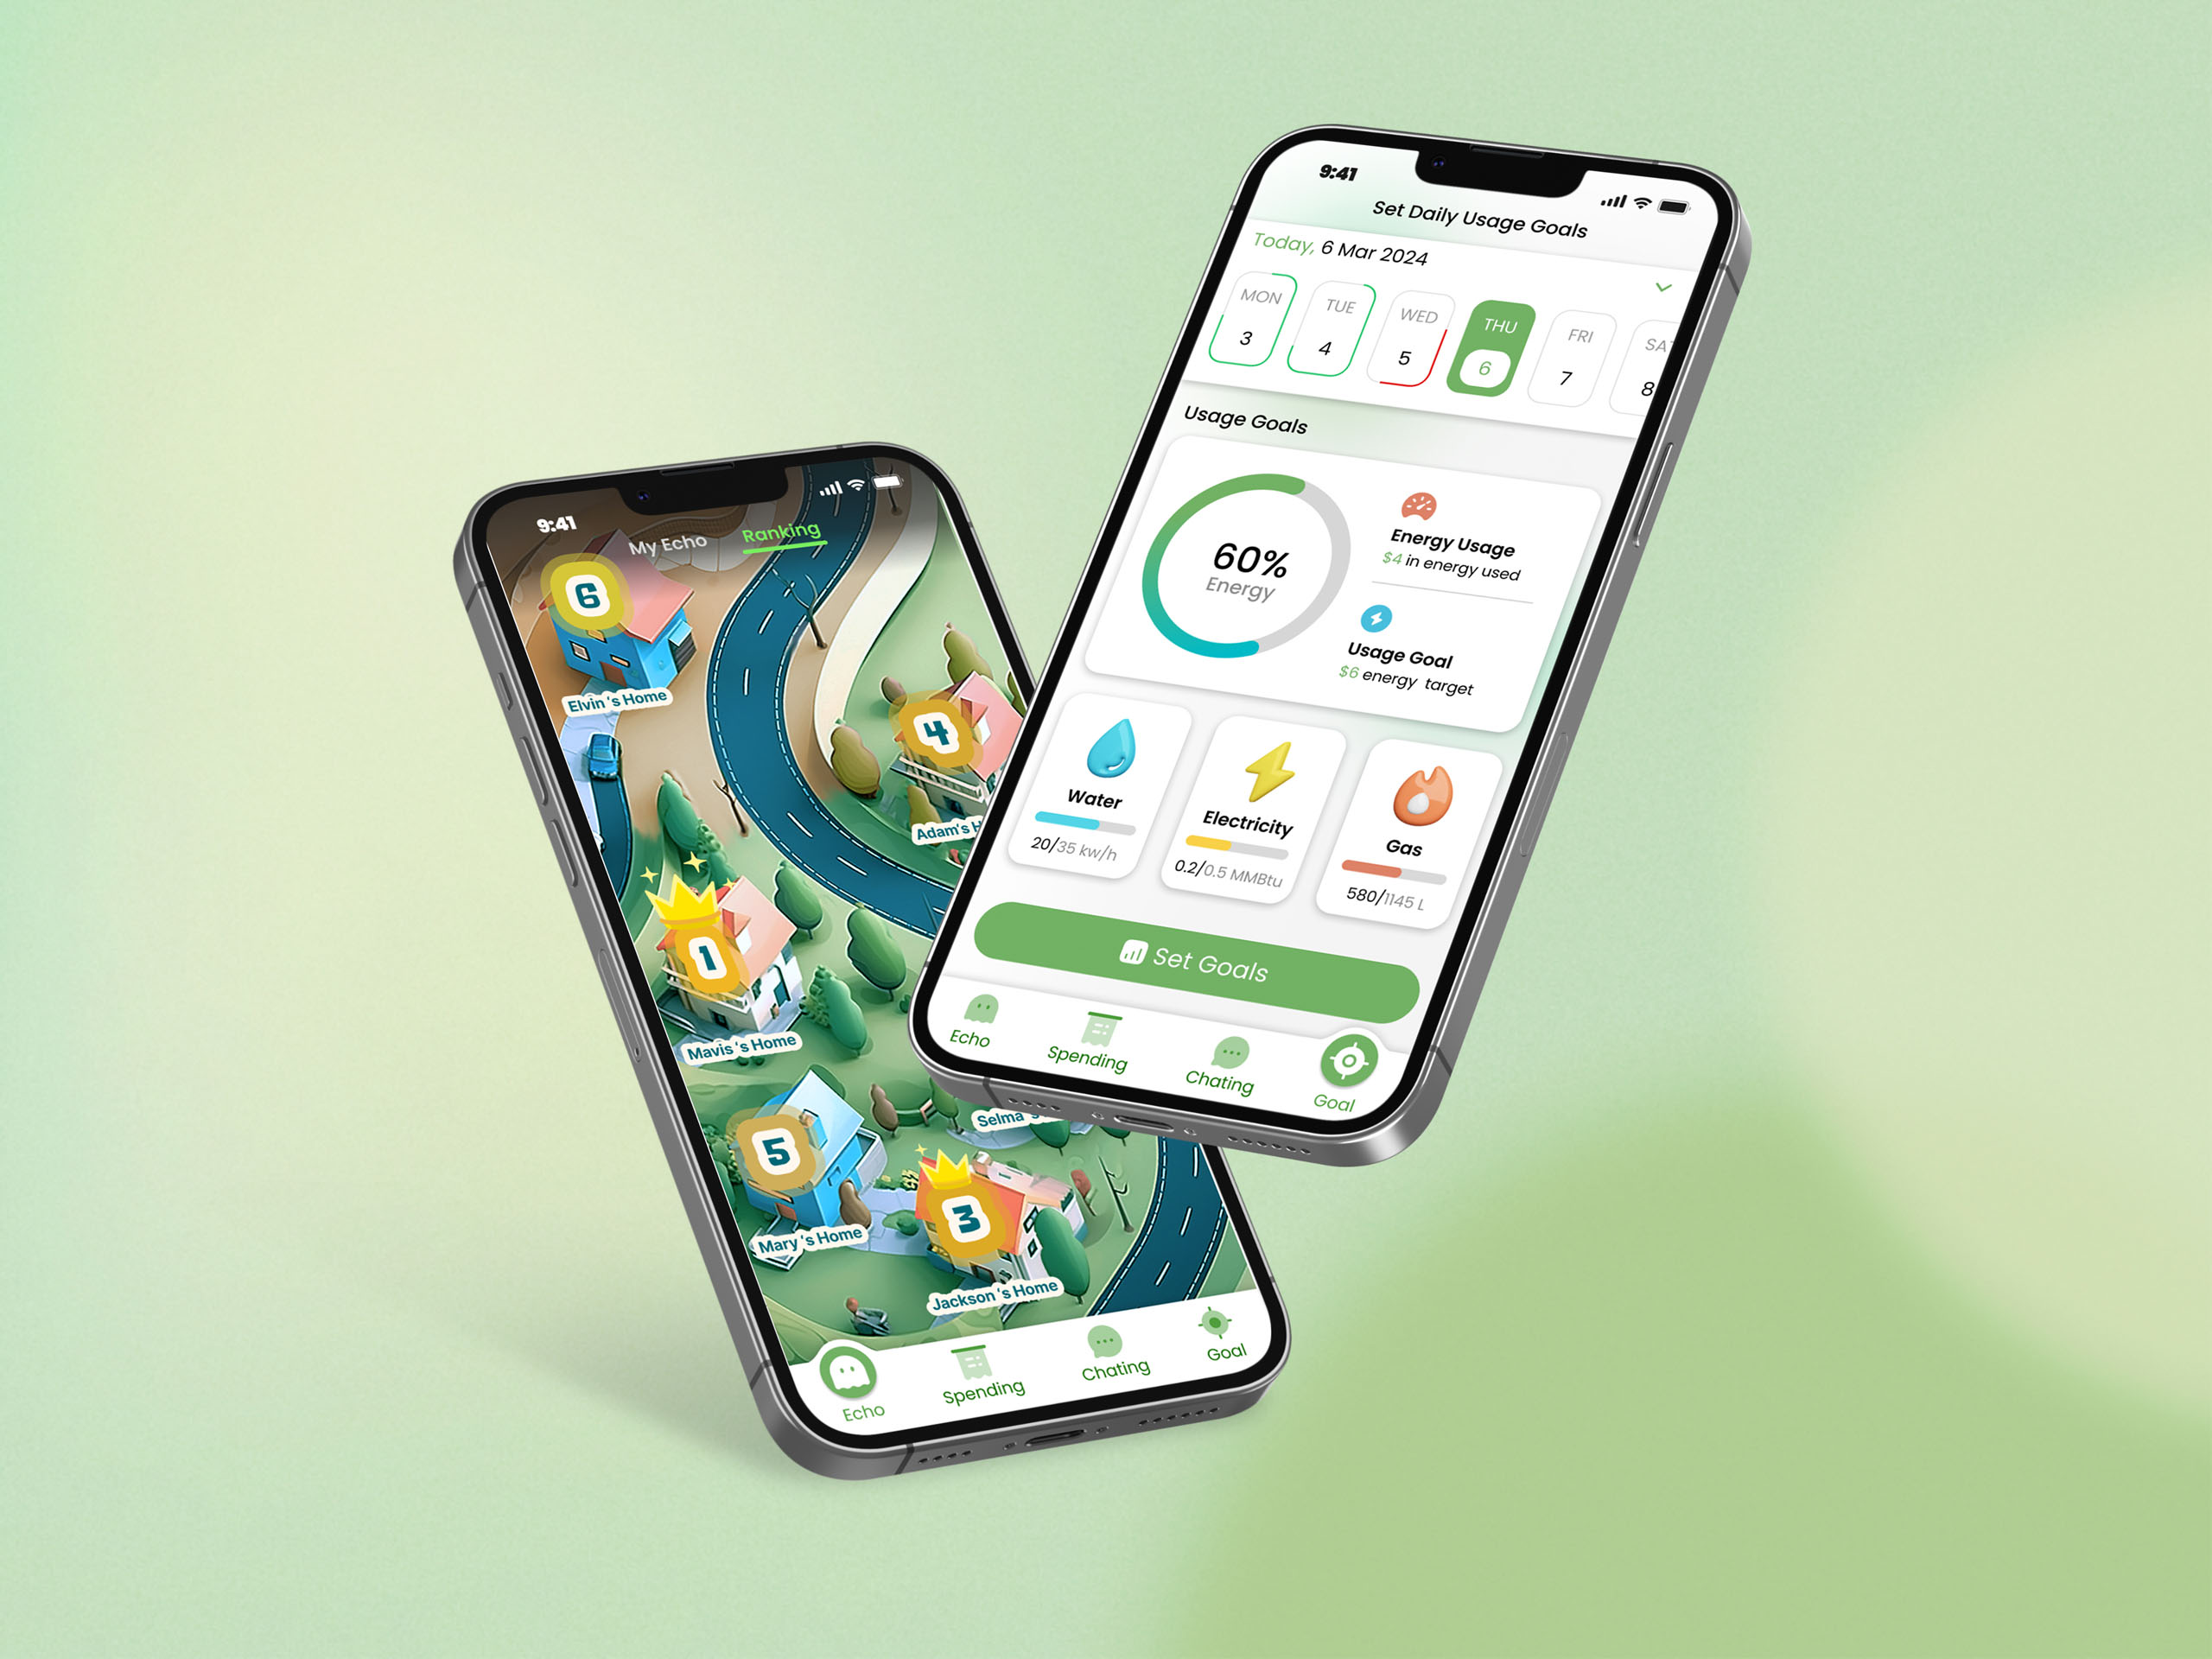 9:41
My Echo Ranking
6
Elvin 's Home
4
Adam's H
1
Mavis 's Home
5
Selma
Mary 's Home
3
Jackson 's Home
Echo Spending Chating Goal
9:41
Set Daily Usage Goals
Today, 6 Mar 2024
MON TUE WED THU FRI SAT
3 4 5 6 7 8
Usage Goals
60%
Energy
Energy Usage
$4 in energy used
Usage Goal
$6 energy target
Water Electricity Gas
20/35 kw/h 0.2/0.5 MMBtu 580/1145 L
Set Goals
Echo Spending Chating Goal